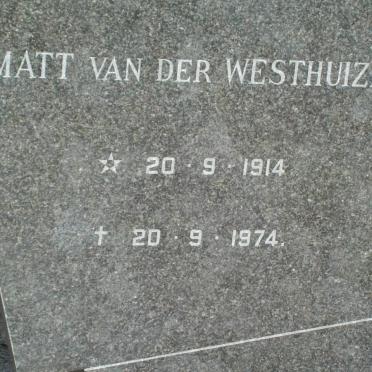 MATT VAN DER WESTHUIZ
☆ 20·9·1914
† 20·9·1974.